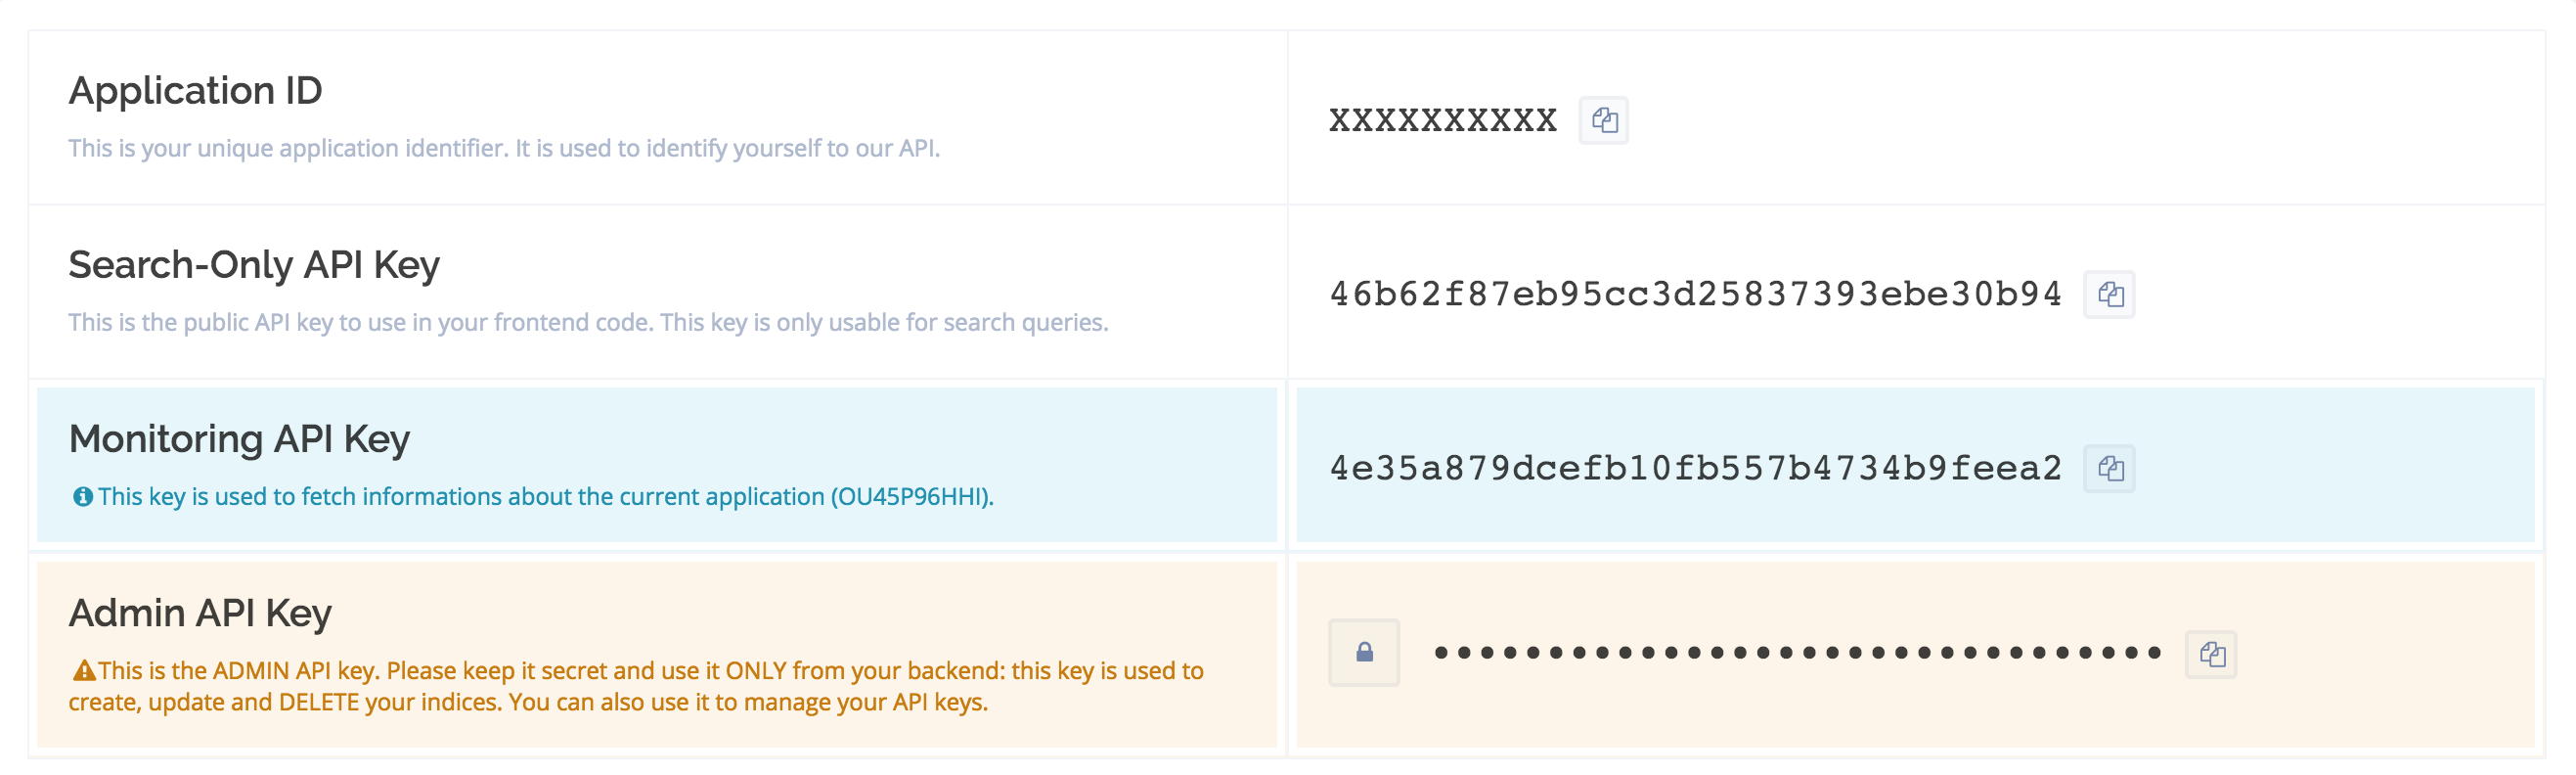 Application ID
This is your unique application identifier. It is used to identify yourself to our API.
XXXXXXXXXX
Search-Only API Key
This is the public API key to use in your frontend code. This key is only usable for search queries.
46b62f87eb95cc3d25837393ebe30b94
Monitoring API Key
This key is used to fetch informations about the current application (OU45P96HHI).
4e35a879dcefb10fb557b4734b9feea2
Admin API Key
This is the ADMIN API key. Please keep it secret and use it ONLY from your backend: this key is used to
create, update and DELETE your indices. You can also use it to manage your API keys.
••••••••••••••••••••••••••••••••